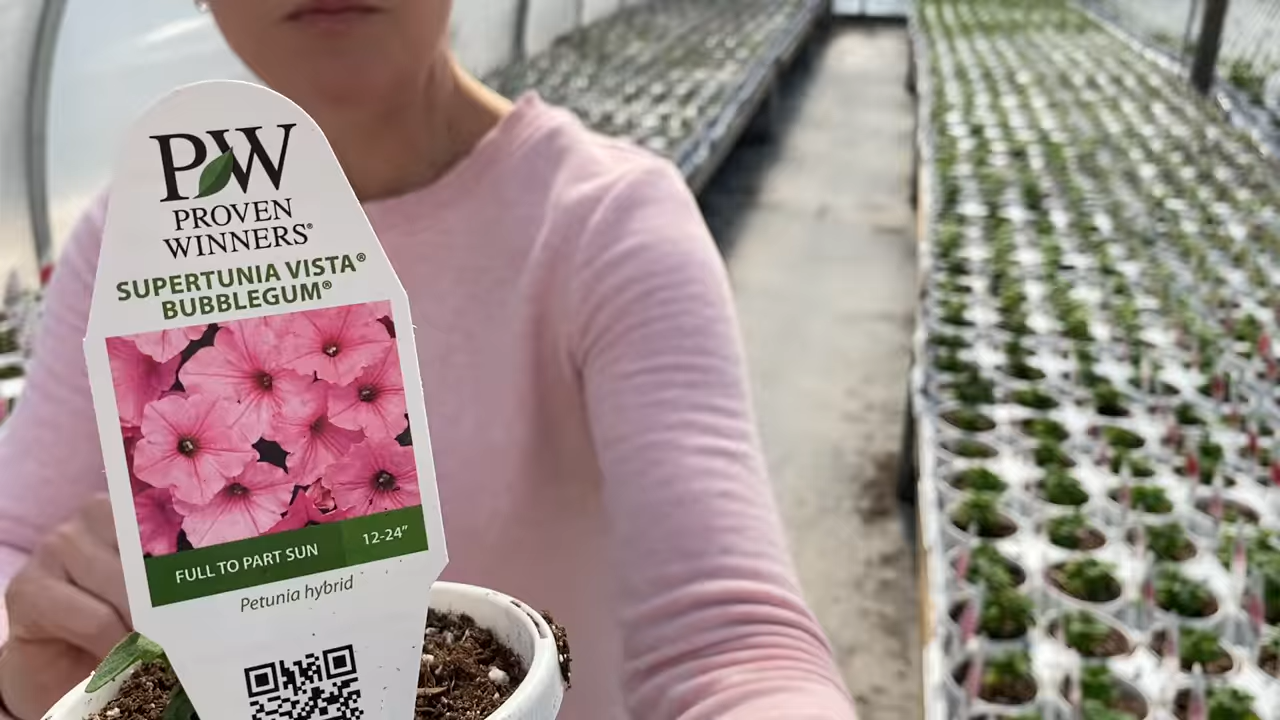 PW
PROVEN
WINNERS®
SUPERTUNIA VISTA®
BUBBLEGUM®
FULL TO PART SUN 12-24"
Petunia hybrid